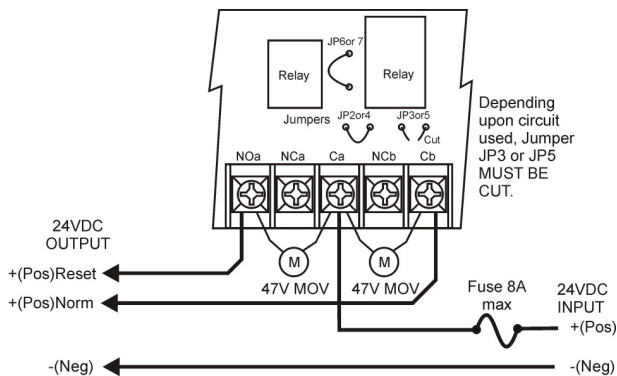 JP6or 7
Relay
Relay
Jumpers
JP2or4
JP3or5
Cut
Depending
upon circuit
used, Jumper
JP3 or JP5
MUST BE
CUT.
NOa
NCa
Ca
NCb
Cb
24VDC
OUTPUT
M
M
+(Pos)Reset
47V MOV
47V MOV
Fuse 8A
max
24VDC
INPUT
+(Pos)Norm
+(Pos)
-(Neg)
-(Neg)